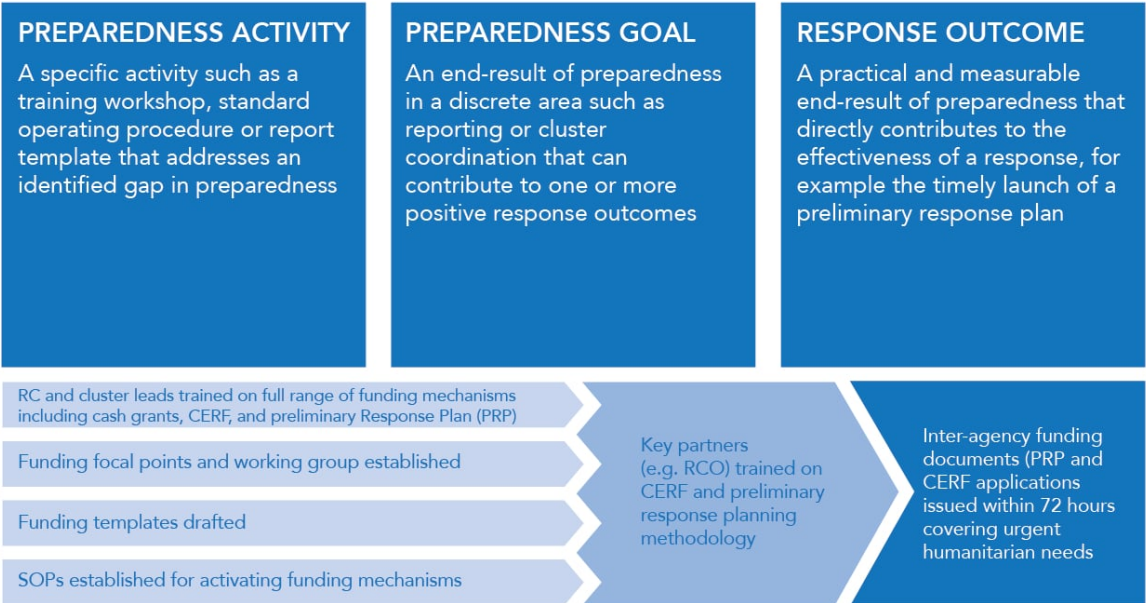 PREPAREDNESS ACTIVITY
A specific activity such as a
training workshop, standard
operating procedure or report
template that addresses an
identified gap in preparedness
PREPAREDNESS GOAL
An end-result of preparedness
in a discrete area such as
reporting or cluster
coordination that can
contribute to one or more
positive response outcomes
RESPONSE OUTCOME
A practical and measurable
end-result of preparedness that
directly contributes to the
effectiveness of a response, for
example the timely launch of a
preliminary response plan
RC and cluster leads trained on full range of funding mechanisms
including cash grants, CERF, and preliminary Response Plan (PRP)
Funding focal points and working group established
Funding templates drafted
SOPs established for activating funding mechanisms
Key partners
(e.g. RCO) trained on
CERF and preliminary
response planning
methodology
Inter-agency funding
documents (PRP and
CERF applications
issued within 72 hours
covering urgent
humanitarian needs